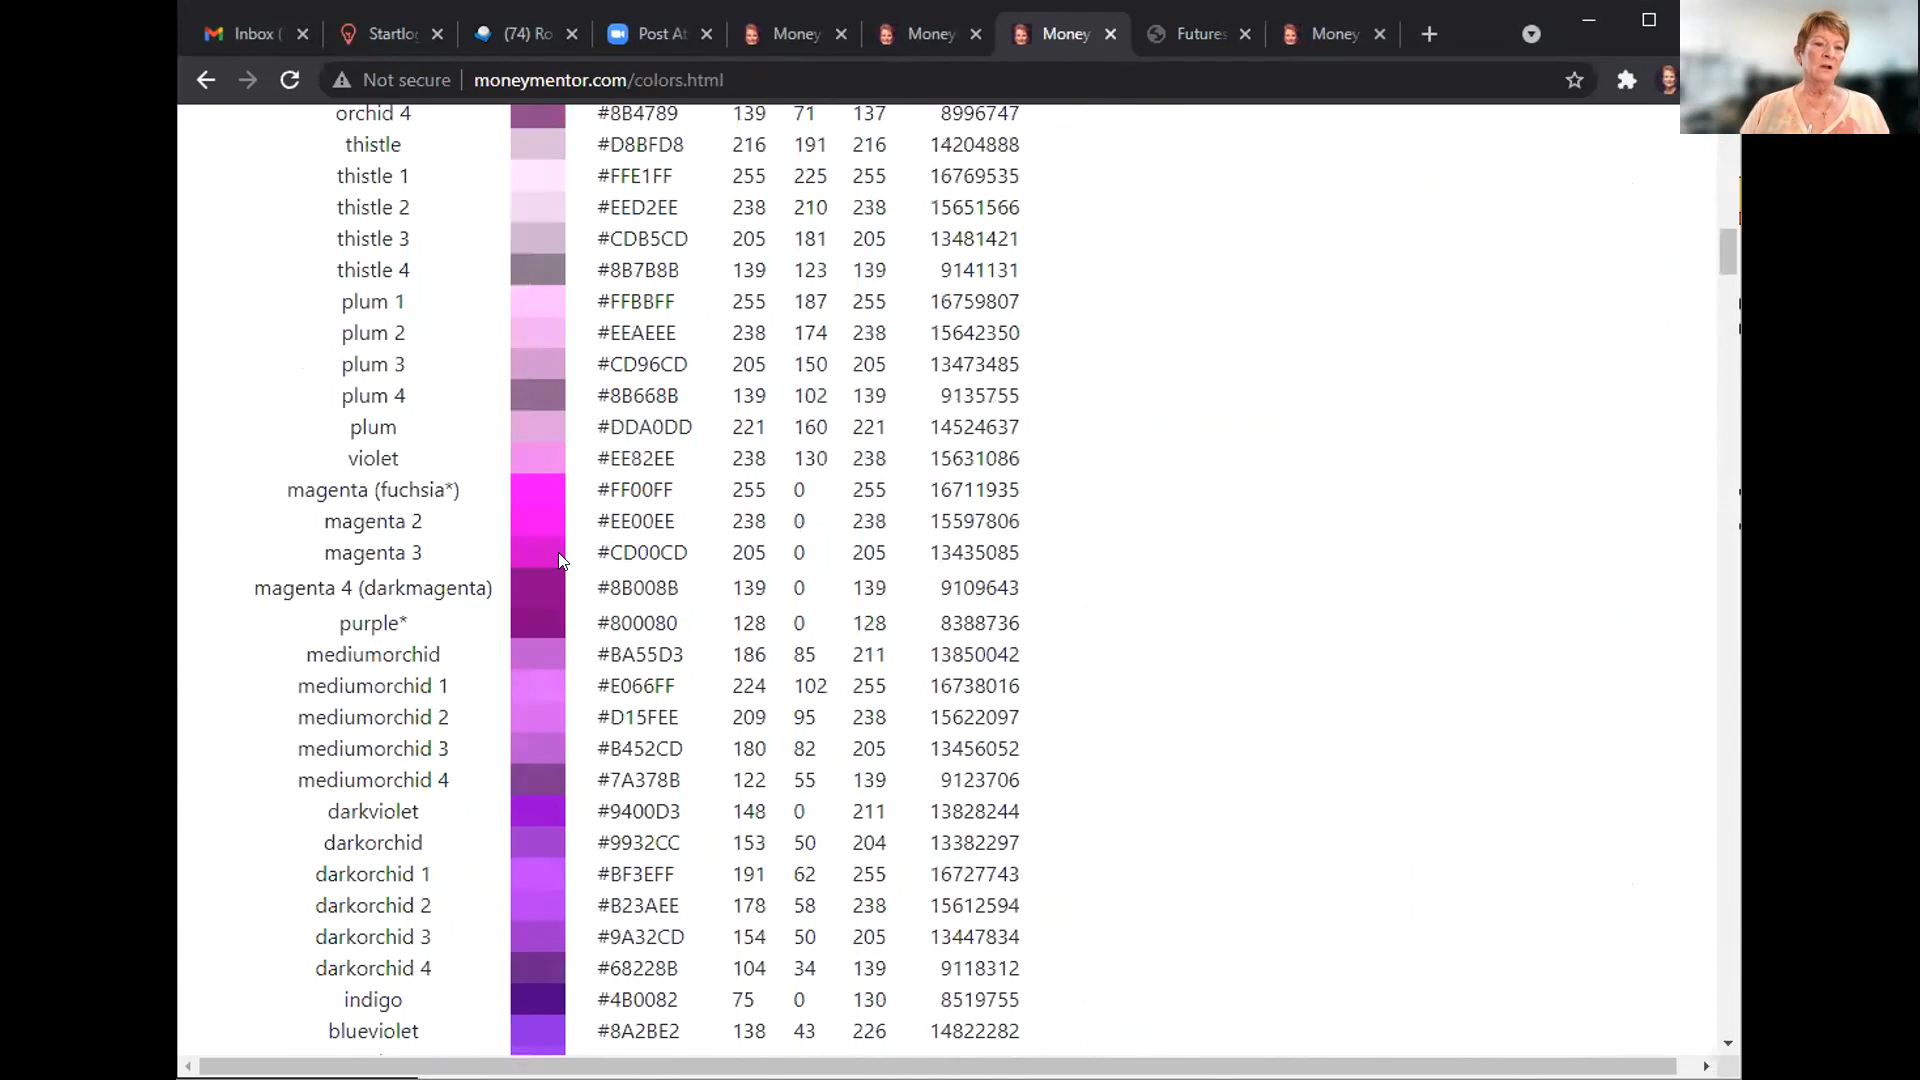 Inbox (
Startlo
(74) Ro
Post At
Money
Money
Money
Futures
Money
Not secure
moneymentor.com/colors.html
orchid 4 #8B4789 139 71 137 8996747
thistle #D8BFD8 216 191 216 14204888
thistle 1 #FFE1FF 255 225 255 16769535
thistle 2 #EED2EE 238 210 238 15651566
thistle 3 #CDB5CD 205 181 205 13481421
thistle 4 #8B7B8B 139 123 139 9141131
plum 1 #FFBBFF 255 187 255 16759807
plum 2 #EEAEEE 238 174 238 15642350
plum 3 #CD96CD 205 150 205 13473485
plum 4 #8B668B 139 102 139 9135755
plum #DDA0DD 221 160 221 14524637
violet #EE82EE 238 130 238 15631086
magenta (fuchsia*) #FF00FF 255 0 255 16711935
magenta 2 #EE00EE 238 0 238 15597806
magenta 3 #CD00CD 205 0 205 13435085
magenta 4 (darkmagenta) #8B008B 139 0 139 9109643
purple* #800080 128 0 128 8388736
mediumorchid #BA55D3 186 85 211 13850042
mediumorchid 1 #E066FF 224 102 255 16738016
mediumorchid 2 #D15FEE 209 95 238 15622097
mediumorchid 3 #B452CD 180 82 205 13456052
mediumorchid 4 #7A378B 122 55 139 9123706
darkviolet #9400D3 148 0 211 13828244
darkorchid #9932CC 153 50 204 13382297
darkorchid 1 #BF3EFF 191 62 255 16727743
darkorchid 2 #B23AEE 178 58 238 15612594
darkorchid 3 #9A32CD 154 50 205 13447834
darkorchid 4 #68228B 104 34 139 9118312
indigo #4B0082 75 0 130 8519755
blueviolet #8A2BE2 138 43 226 14822282